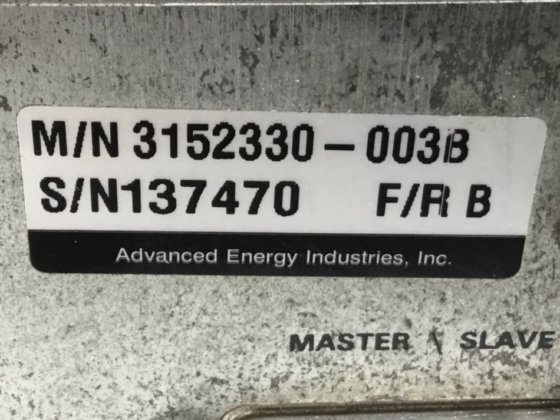 M/N 3152330-003B
S/N137470 F/R B
Advanced Energy Industries, Inc.
MASTER \ SLAVE